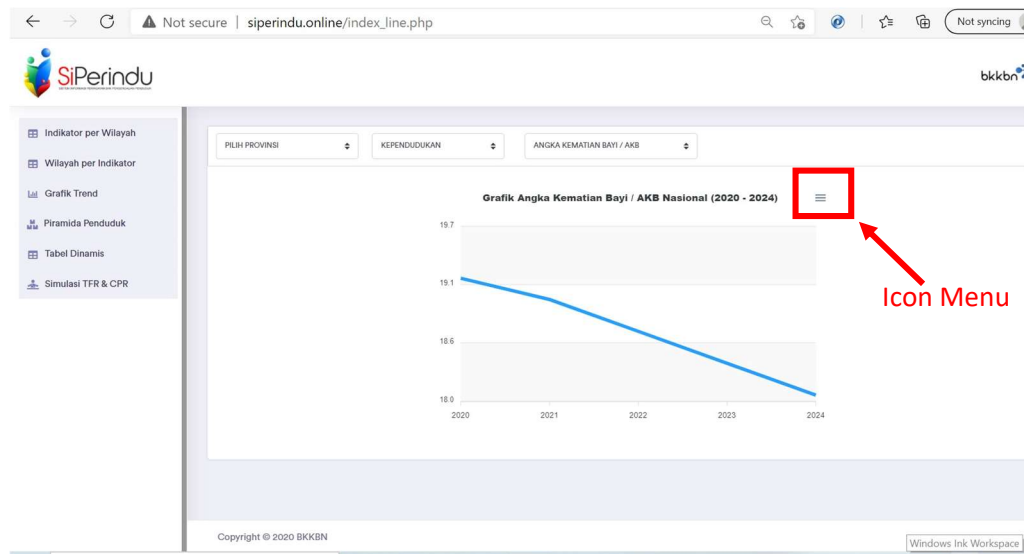 Not secure | siperindu.online/index_line.php
Not syncing
SiPerindu
bkkbn
Indikator per Wilayah
Wilayah per Indikator
Grafik Trend
Piramida Penduduk
Tabel Dinamis
Simulasi TFR & CPR
PILIH PROVINSI
KEPENDUDUKAN
ANGKA KEMATIAN BAYI / AKB
Grafik Angka Kematian Bayi / AKB Nasional (2020 - 2024)
19.7
19.1
18.6
18.0
2020 2021 2022 2023 2024
Icon Menu
Copyright © 2020 BKKBN
Windows Ink Workspace